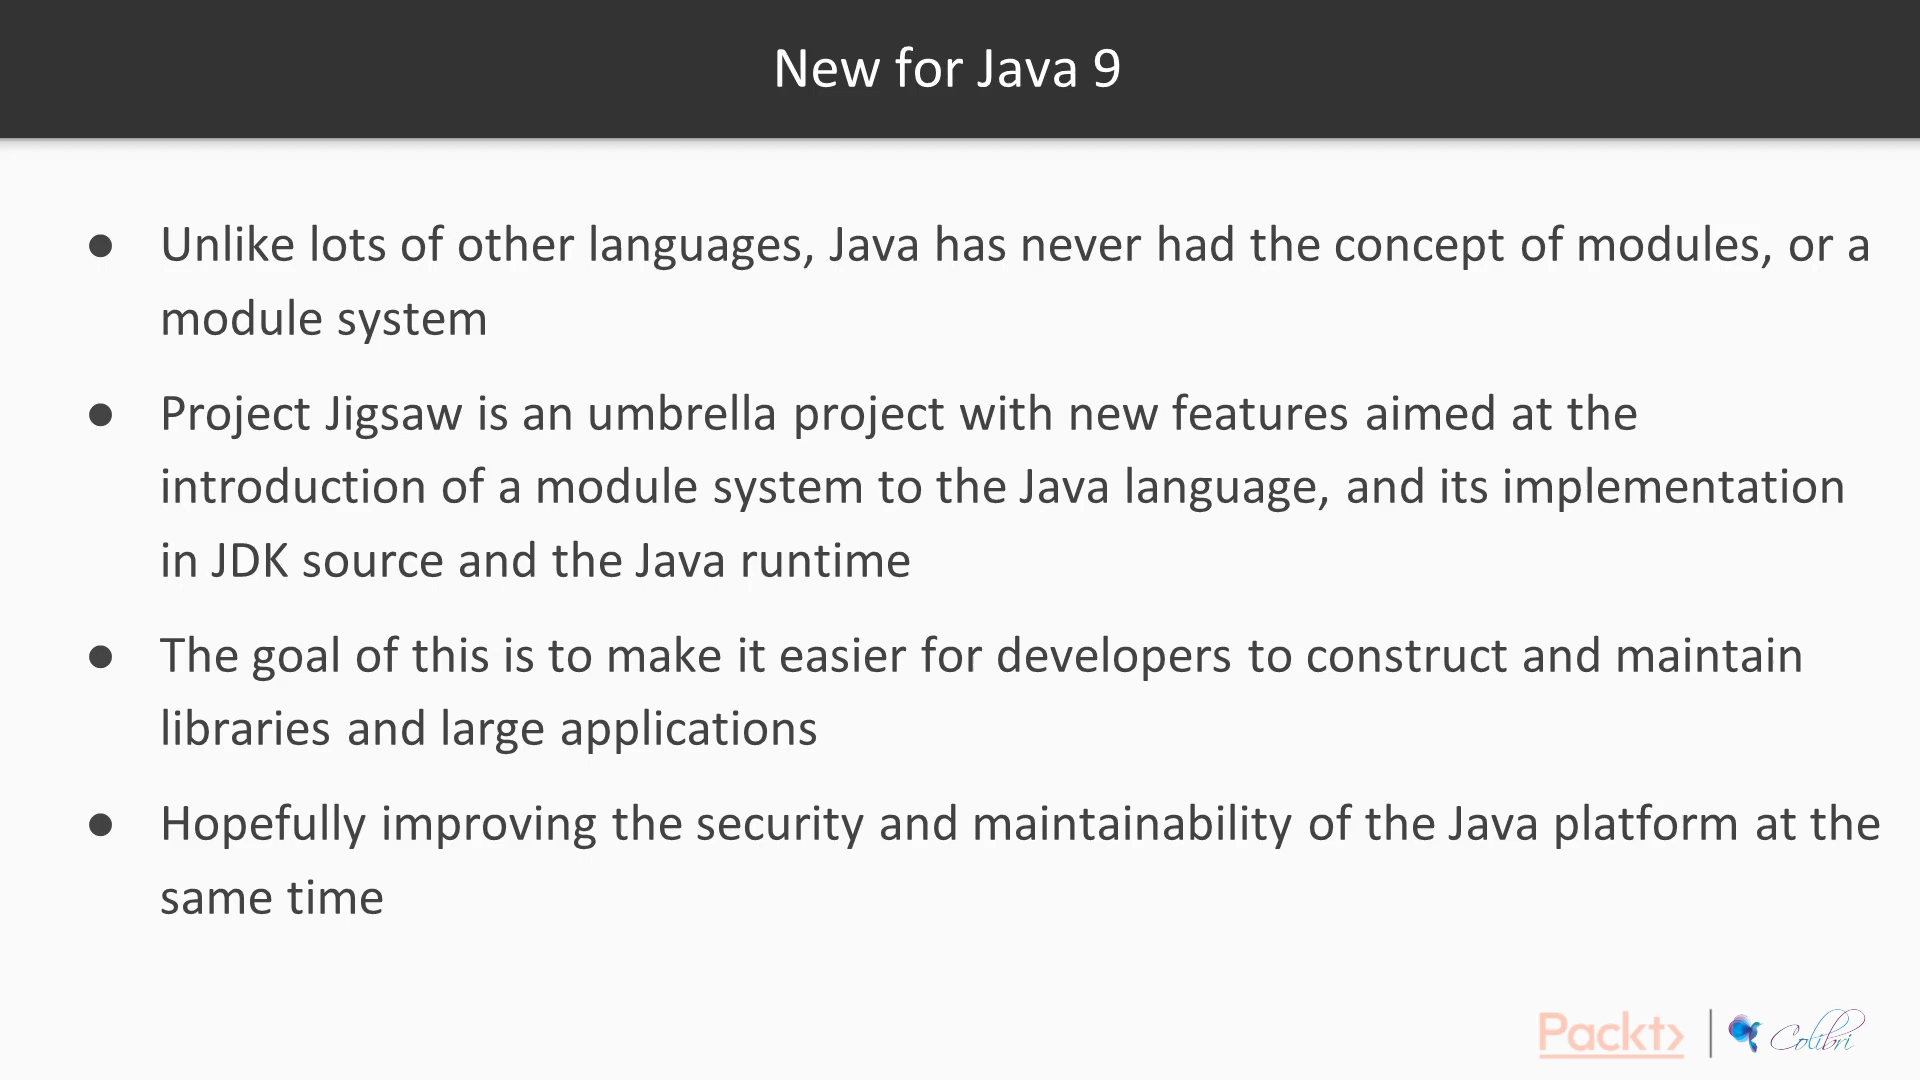 New for Java 9
● Unlike lots of other languages, Java has never had the concept of modules, or a
module system
● Project Jigsaw is an umbrella project with new features aimed at the
introduction of a module system to the Java language, and its implementation
in JDK source and the Java runtime
● The goal of this is to make it easier for developers to construct and maintain
libraries and large applications
● Hopefully improving the security and maintainability of the Java platform at the
same time
Packt> | Colibri